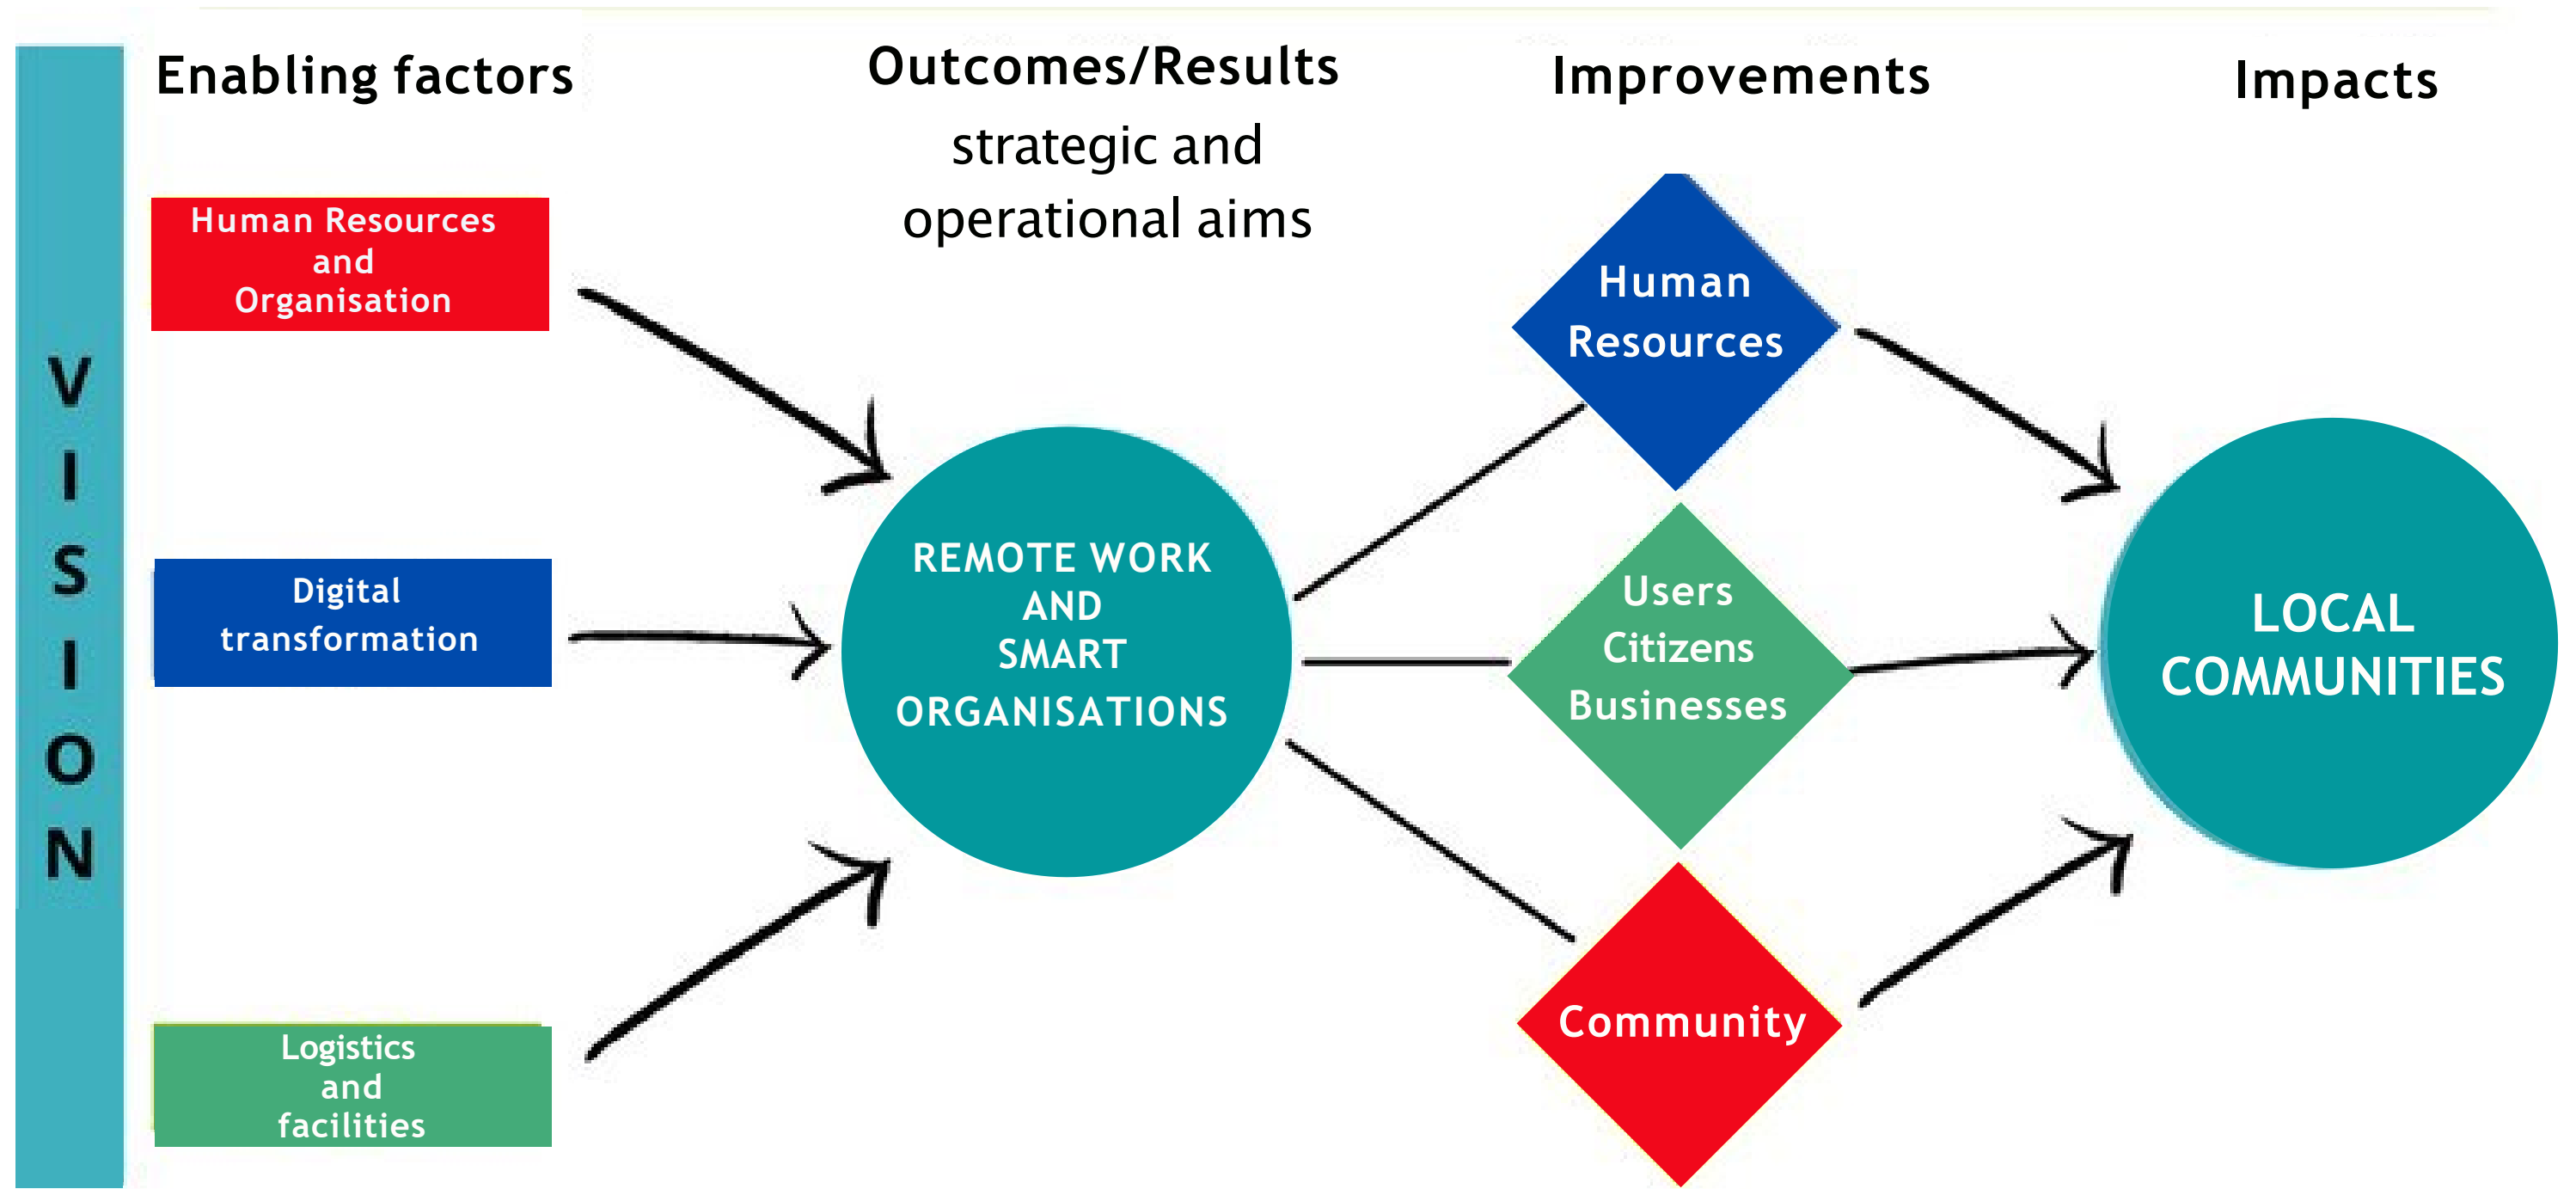 VISION
Enabling factors
Human Resources
and
Organisation
Digital
transformation
Logistics
and
facilities
Outcomes/Results
strategic and
operational aims
REMOTE WORK
AND
SMART
ORGANISATIONS
Improvements
Human
Resources
Users
Citizens
Businesses
Community
Impacts
LOCAL
COMMUNITIES